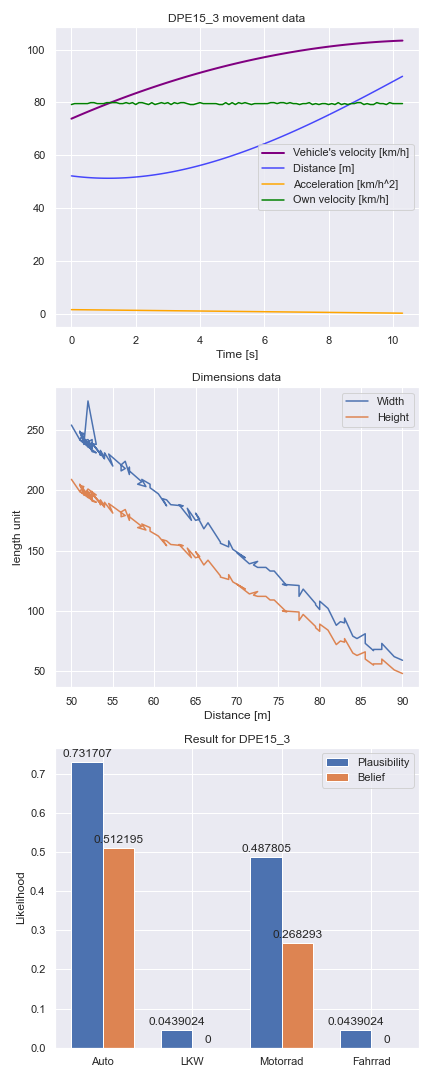 DPE15_3 movement data
100
80
60
40
20
0
Vehicle's velocity [km/h]
Distance [m]
Acceleration [km/h^2]
Own velocity [km/h]
0 2 4 6 8 10
Time [s]
Dimensions data
Width
Height
250
200
150
100
50
length unit
50 55 60 65 70 75 80 85 90
Distance [m]
Result for DPE15_3
Plausibility
Belief
0.7
0.6
0.5
0.4
0.3
0.2
0.1
0.0
Likelihood
0.731707
0.512195
0.0439024
0
0.487805
0.268293
0.0439024
0
Auto LKW Motorrad Fahrrad